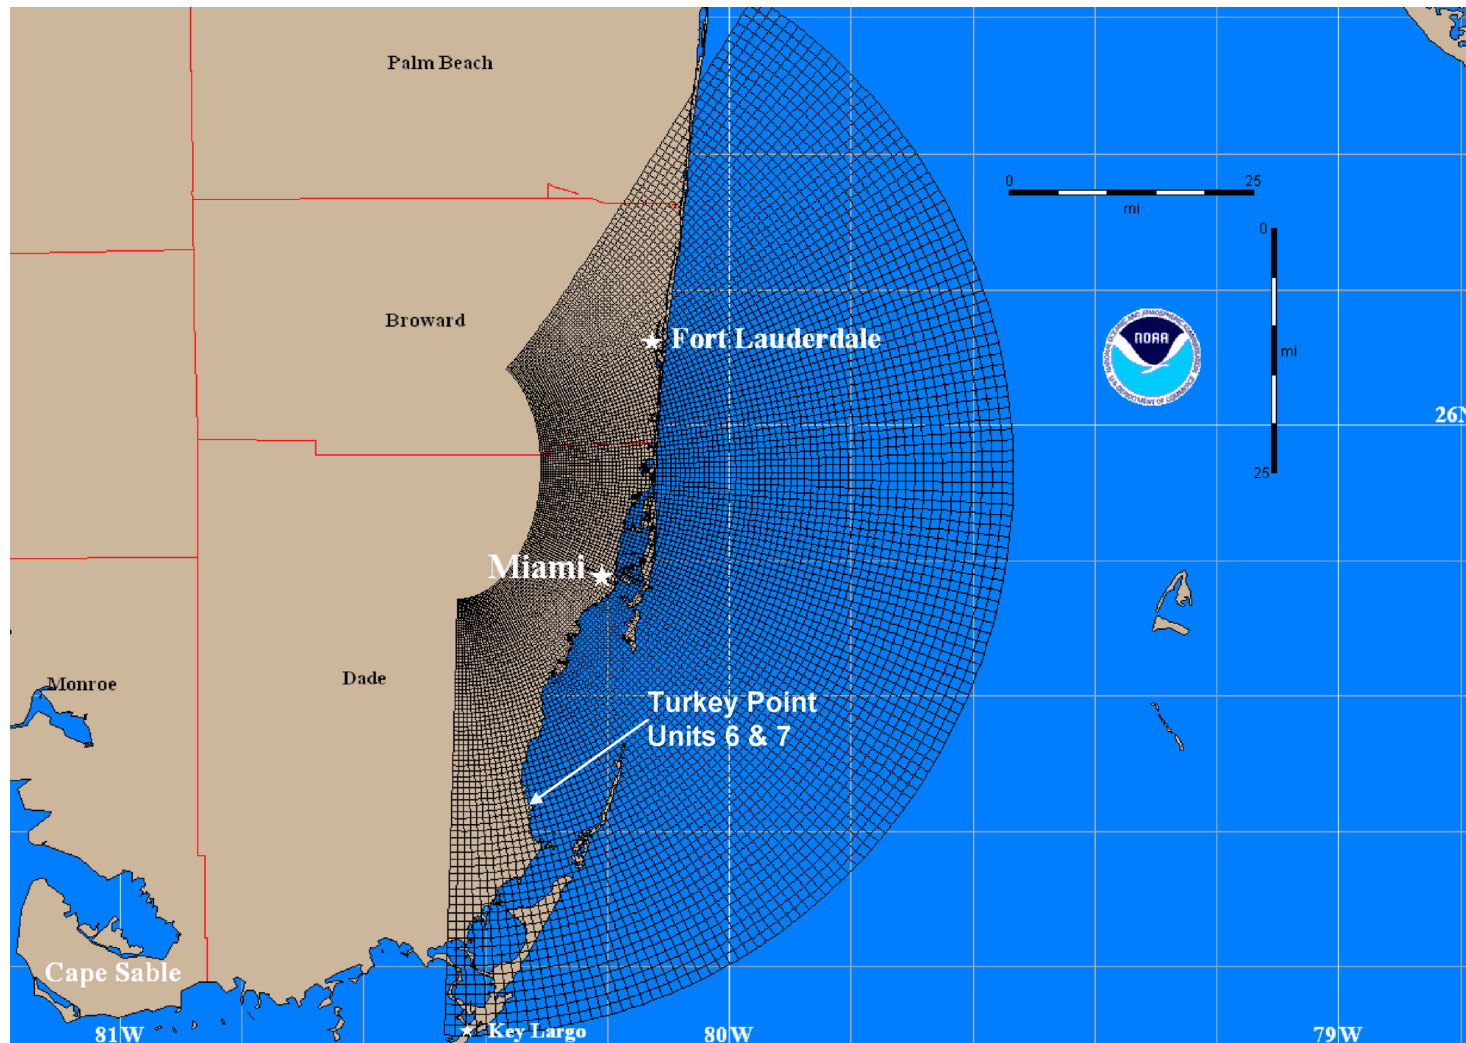 Palm Beach
0
25
mi
0
Broward
Fort Lauderdale
NOAA
mi
26N
25
Miami
Monroe
Dade
Turkey Point
Units 6 & 7
Cape Sable
81W
Key Largo
80W
79W